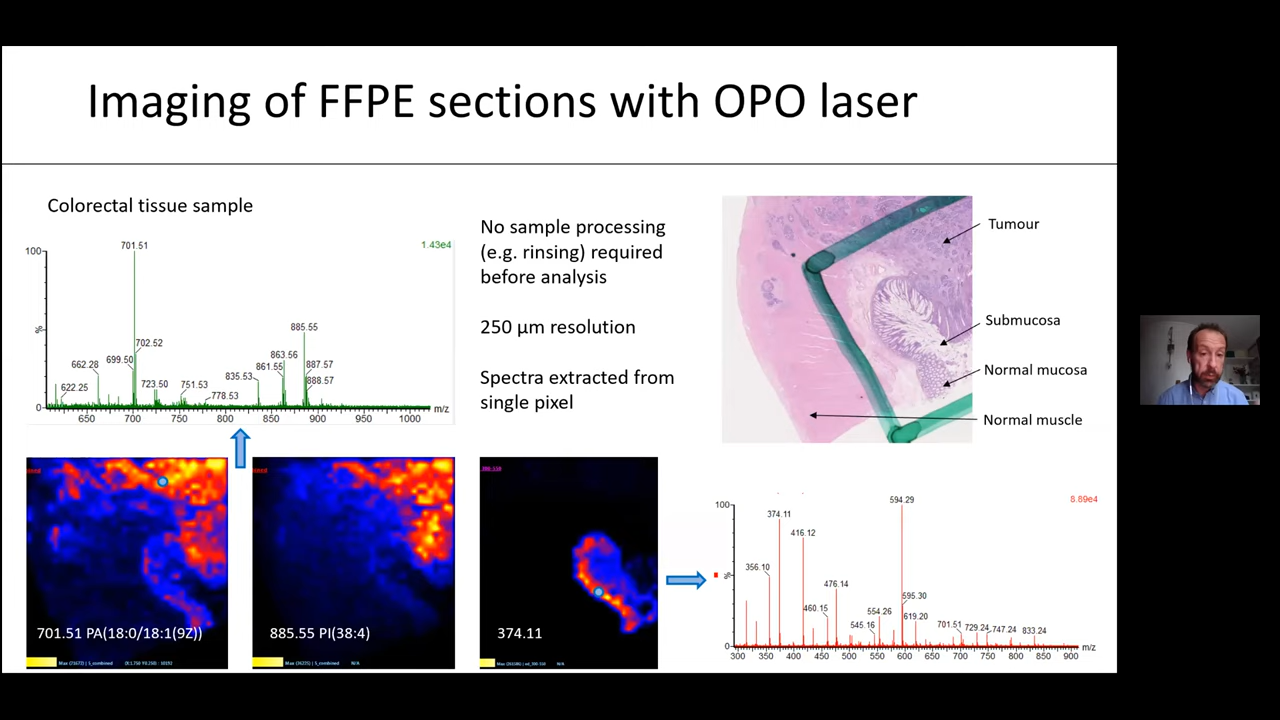 Imaging of FFPE sections with OPO laser
Colorectal tissue sample
No sample processing
(e.g. rinsing) required
before analysis
250 µm resolution
Spectra extracted from
single pixel
701.51
1.43e4
100
%
0
622.25
662.28
699.50
702.52
723.50
751.53
778.53
835.53
861.55
863.56
885.55
887.57
888.57
650 700 750 800 850 900 950 1000 m/z
Tumour
Submucosa
Normal mucosa
Normal muscle
701.51 PA(18:0/18:1(9Z))
885.55 PI(38:4)
374.11
594.29
8.89e4
100
%
0
356.10
374.11
416.12
460.15
476.14
545.16
554.26
595.30
619.20
701.51
729.24
747.24
833.24
300 350 400 450 500 550 600 650 700 750 800 850 900 m/z